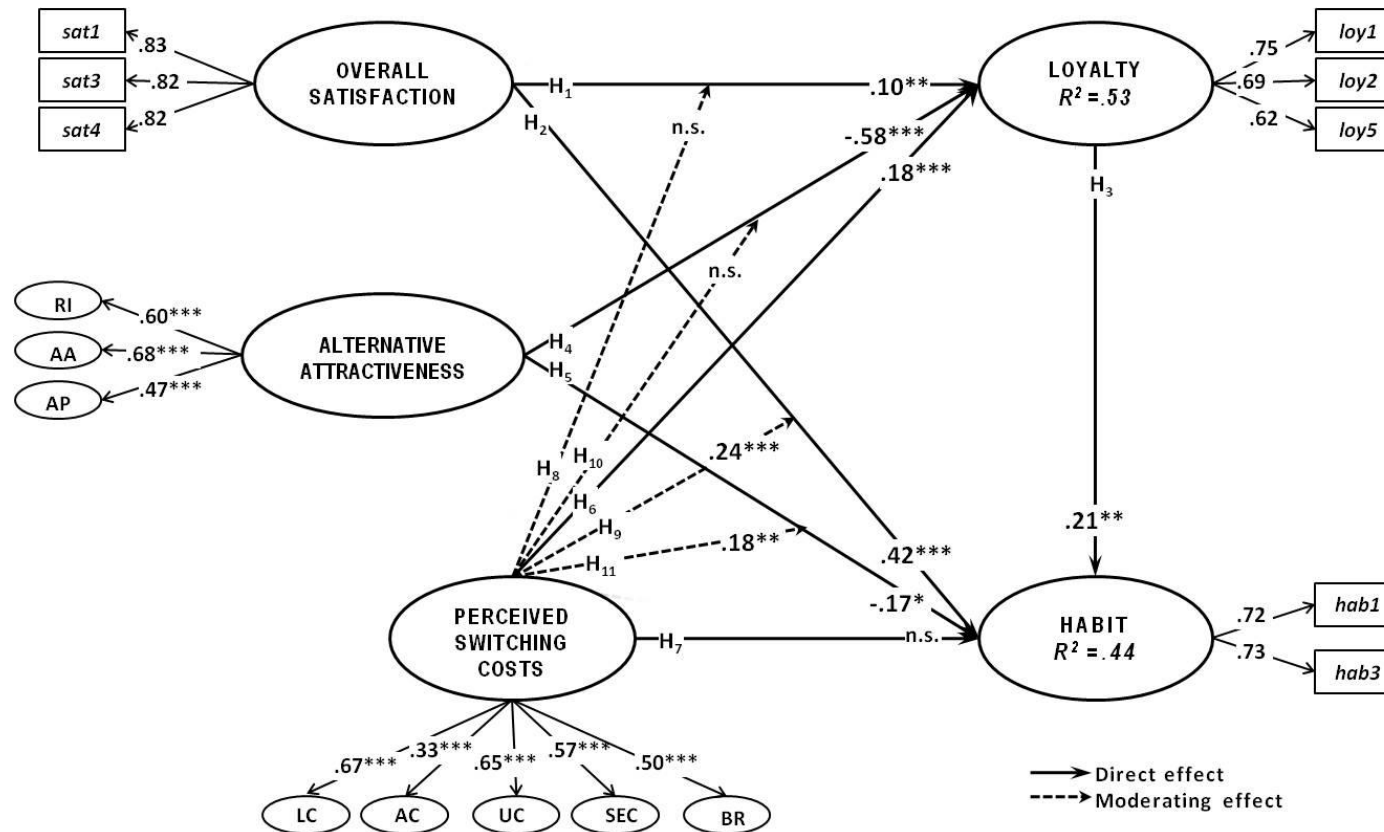 sat1
sat3
sat4
.83
.82
.82
OVERALL
SATISFACTION
H1
H2
.10**
-.58***
.18***
n.s.
n.s.
LOYALTY
R² =.53
.75
.69
.62
loy1
loy2
loy5
H3
RI
AA
AP
.60***
.68***
.47***
ALTERNATIVE
ATTRACTIVENESS
H4
H5
H8
H10
H6
H9
H11
.24***
.18**
.42***
-.17*
.21**
PERCEIVED
SWITCHING
COSTS
H7
n.s.
HABIT
R² =.44
.72
.73
hab1
hab3
.67***
.33***
.65***
.57***
.50***
LC
AC
UC
SEC
BR
Direct effect
Moderating effect